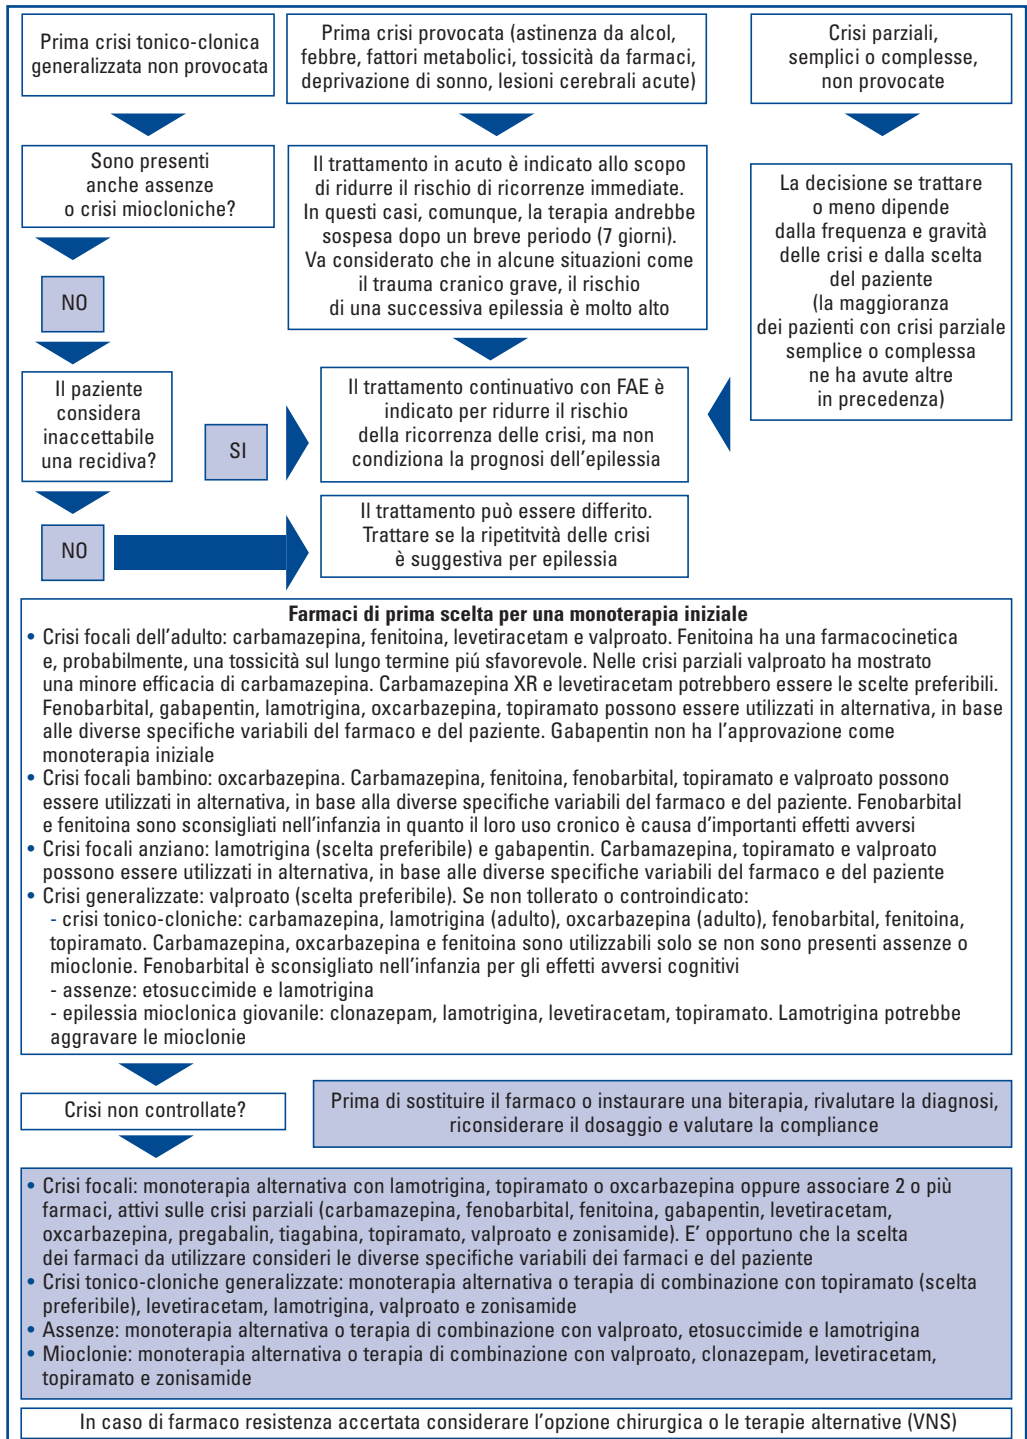 Prima crisi tonico-clonica
generalizzata non provocata
Prima crisi provocata (astinenza da alcol,
febbre, fattori metabolici, tossicità da farmaci,
deprivazione di sonno, lesioni cerebrali acute)
Crisi parziali,
semplici o complesse,
non provocate
Sono presenti
anche assenze
o crisi miocloniche?
Il trattamento in acuto è indicato allo scopo
di ridurre il rischio di ricorrenze immediate.
In questi casi, comunque, la terapia andrebbe
sospesa dopo un breve periodo (7 giorni).
Va considerato che in alcune situazioni come
il trauma cranico grave, il rischio
di una successiva epilessia è molto alto
La decisione se trattare
o meno dipende
dalla frequenza e gravità
delle crisi e dalla scelta
del paziente
(la maggioranza
dei pazienti con crisi parziale
semplice o complessa
ne ha avute altre
in precedenza)
NO
Il paziente
considera
inaccettabile
una recidiva?
SI
Il trattamento continuativo con FAE è
indicato per ridurre il rischio
della ricorrenza delle crisi, ma non
condiziona la prognosi dell'epilessia
NO
Il trattamento può essere differito.
Trattare se la ripetitvità delle crisi
è suggestiva per epilessia
Farmaci di prima scelta per una monoterapia iniziale
• Crisi focali dell'adulto: carbamazepina, fenitoina, levetiracetam e valproato. Fenitoina ha una farmacocinetica
e, probabilmente, una tossicità sul lungo termine piú sfavorevole. Nelle crisi parziali valproato ha mostrato
una minore efficacia di carbamazepina. Carbamazepina XR e levetiracetam potrebbero essere le scelte preferibili.
Fenobarbital, gabapentin, lamotrigina, oxcarbazepina, topiramato possono essere utilizzati in alternativa, in base
alle diverse specifiche variabili del farmaco e del paziente. Gabapentin non ha l'approvazione come
monoterapia iniziale
• Crisi focali bambino: oxcarbazepina. Carbamazepina, fenitoina, fenobarbital, topiramato e valproato possono
essere utilizzati in alternativa, in base alla diverse specifiche variabili del farmaco e del paziente. Fenobarbital
e fenitoina sono sconsigliati nell'infanzia in quanto il loro uso cronico è causa d'importanti effetti avversi
• Crisi focali anziano: lamotrigina (scelta preferibile) e gabapentin. Carbamazepina, topiramato e valproato
possono essere utilizzati in alternativa, in base alle diverse specifiche variabili del farmaco e del paziente
• Crisi generalizzate: valproato (scelta preferibile). Se non tollerato o controindicato:
- crisi tonico-cloniche: carbamazepina, lamotrigina (adulto), oxcarbazepina (adulto), fenobarbital, fenitoina,
topiramato. Carbamazepina, oxcarbazepina e fenitoina sono utilizzabili solo se non sono presenti assenze o
mioclonie. Fenobarbital è sconsigliato nell'infanzia per gli effetti avversi cognitivi
- assenze: etosuccimide e lamotrigina
- epilessia mioclonica giovanile: clonazepam, lamotrigina, levetiracetam, topiramato. Lamotrigina potrebbe
aggravare le mioclonie
Crisi non controllate?
Prima di sostituire il farmaco o instaurare una biterapia, rivalutare la diagnosi,
riconsiderare il dosaggio e valutare la compliance
• Crisi focali: monoterapia alternativa con lamotrigina, topiramato o oxcarbazepina oppure associare 2 o più
farmaci, attivi sulle crisi parziali (carbamazepina, fenobarbital, fenitoina, gabapentin, levetiracetam,
oxcarbazepina, pregabalin, tiagabina, topiramato, valproato e zonisamide). E' opportuno che la scelta
dei farmaci da utilizzare consideri le diverse specifiche variabili dei farmaci e del paziente
• Crisi tonico-cloniche generalizzate: monoterapia alternativa o terapia di combinazione con topiramato (scelta
preferibile), levetiracetam, lamotrigina, valproato e zonisamide
• Assenze: monoterapia alternativa o terapia di combinazione con valproato, etosuccimide e lamotrigina
• Mioclonie: monoterapia alternativa o terapia di combinazione con valproato, clonazepam, levetiracetam,
topiramato e zonisamide
In caso di farmaco resistenza accertata considerare l'opzione chirurgica o le terapie alternative (VNS)